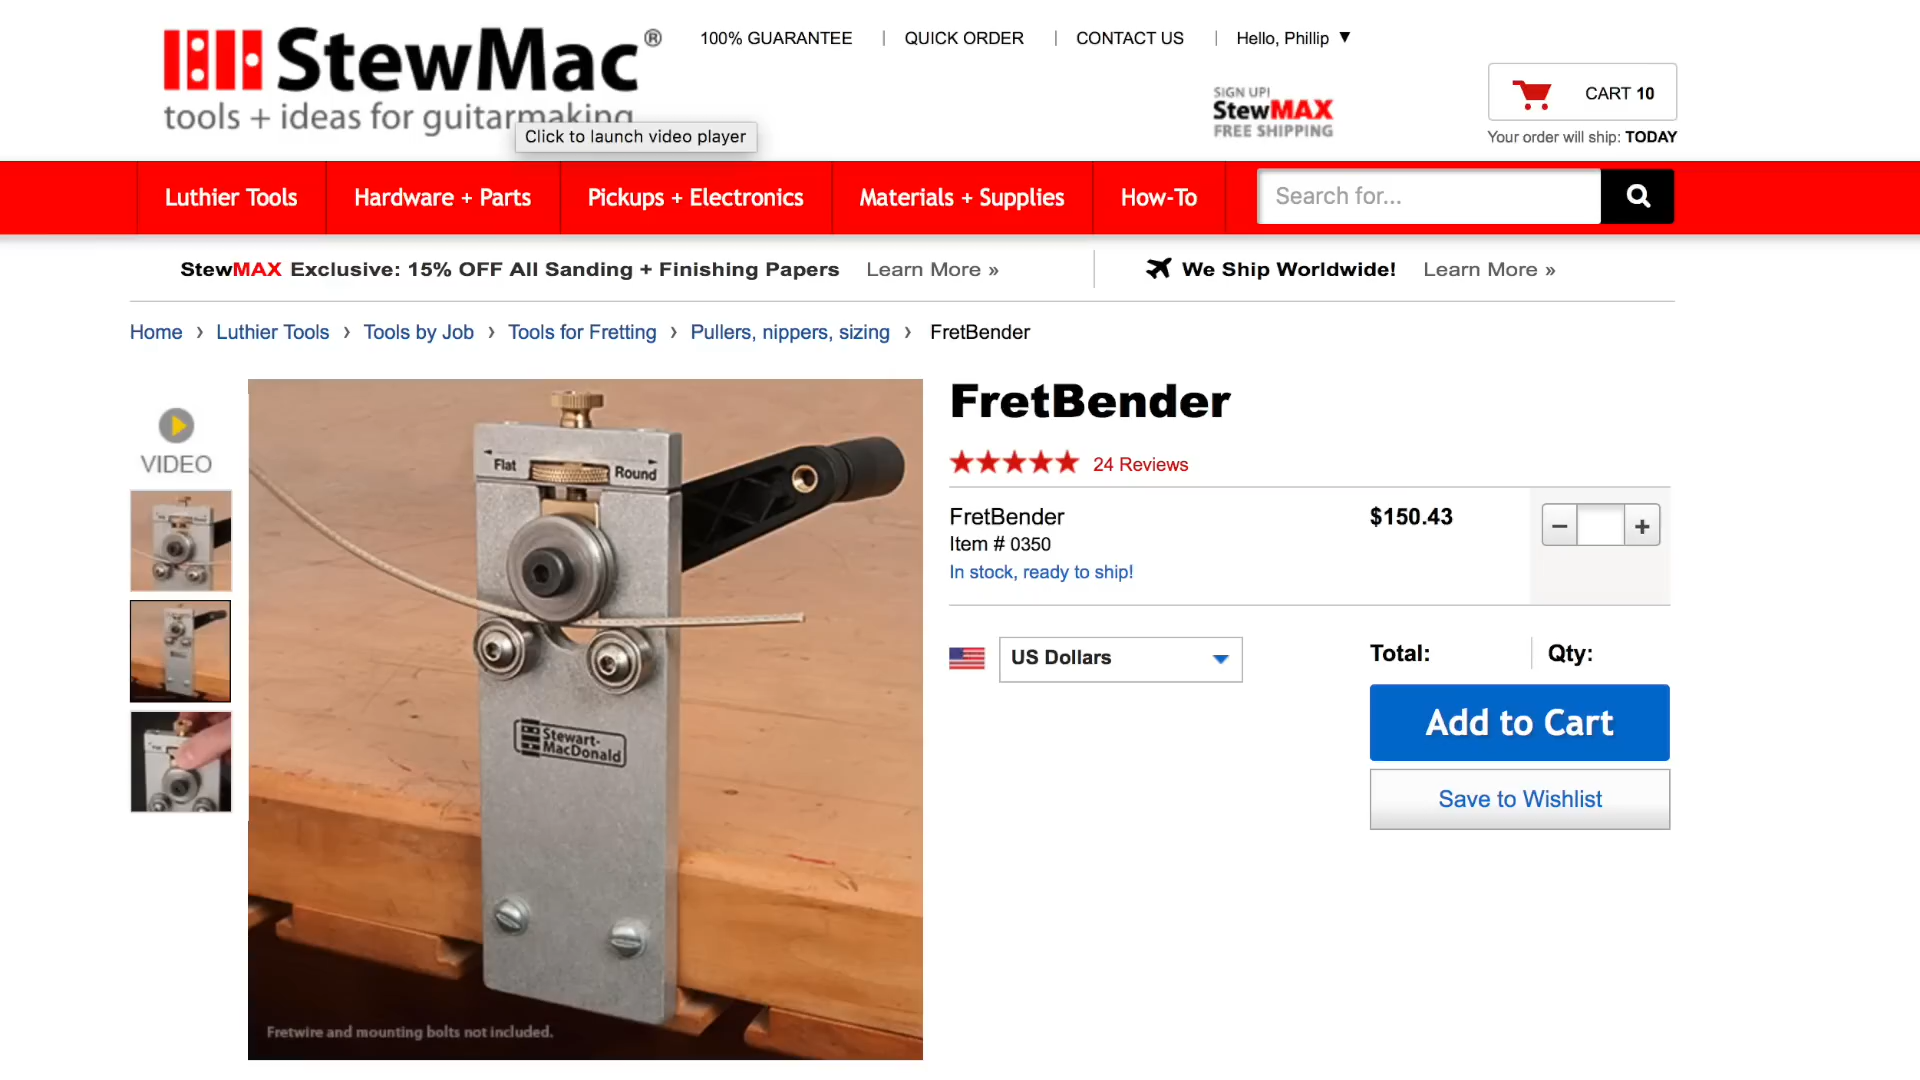 StewMac®
tools + ideas for guitarmaking
Click to launch video player
100% GUARANTEE | QUICK ORDER | CONTACT US | Hello, Phillip ▼
SIGN UP!
StewMAX
FREE SHIPPING
CART 10
Your order will ship: TODAY
Luthier Tools
Hardware + Parts
Pickups + Electronics
Materials + Supplies
How-To
Search for...
StewMAX Exclusive: 15% OFF All Sanding + Finishing Papers Learn More »
We Ship Worldwide! Learn More »
Home › Luthier Tools › Tools by Job › Tools for Fretting › Pullers, nippers, sizing › FretBender
VIDEO
Flat Round
Stewart-
MacDonald
Fretwire and mounting bolts not included.
FretBender
24 Reviews
FretBender
Item # 0350
In stock, ready to ship!
$150.43
− +
US Dollars
Total: Qty:
Add to Cart
Save to Wishlist